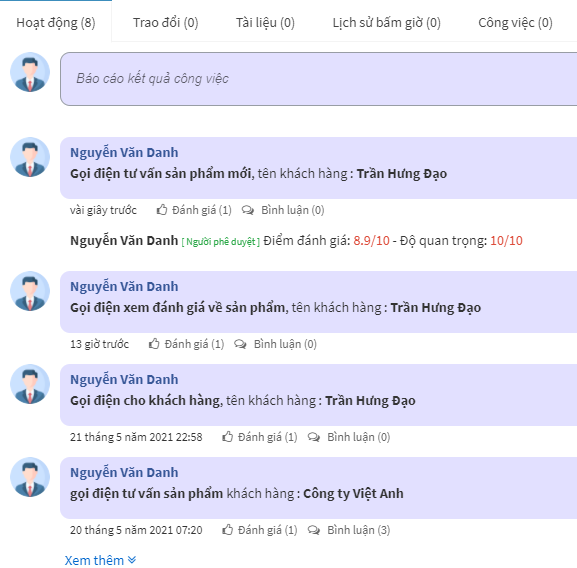 Hoạt động (8) Trao đổi (0) Tài liệu (0) Lịch sử bấm giờ (0) Công việc (0)
Báo cáo kết quả công việc
Nguyễn Văn Danh
Gọi điện tư vấn sản phẩm mới, tên khách hàng : Trần Hưng Đạo
vài giây trước Đánh giá (1) Bình luận (0)
Nguyễn Văn Danh [ Người phê duyệt ] Điểm đánh giá: 8.9/10 - Độ quan trọng: 10/10
Nguyễn Văn Danh
Gọi điện xem đánh giá về sản phẩm, tên khách hàng : Trần Hưng Đạo
13 giờ trước Đánh giá (1) Bình luận (0)
Nguyễn Văn Danh
Gọi điện cho khách hàng, tên khách hàng : Trần Hưng Đạo
21 tháng 5 năm 2021 22:58 Đánh giá (1) Bình luận (0)
Nguyễn Văn Danh
gọi điện tư vấn sản phẩm khách hàng : Công ty Việt Anh
20 tháng 5 năm 2021 07:20 Đánh giá (1) Bình luận (3)
Xem thêm